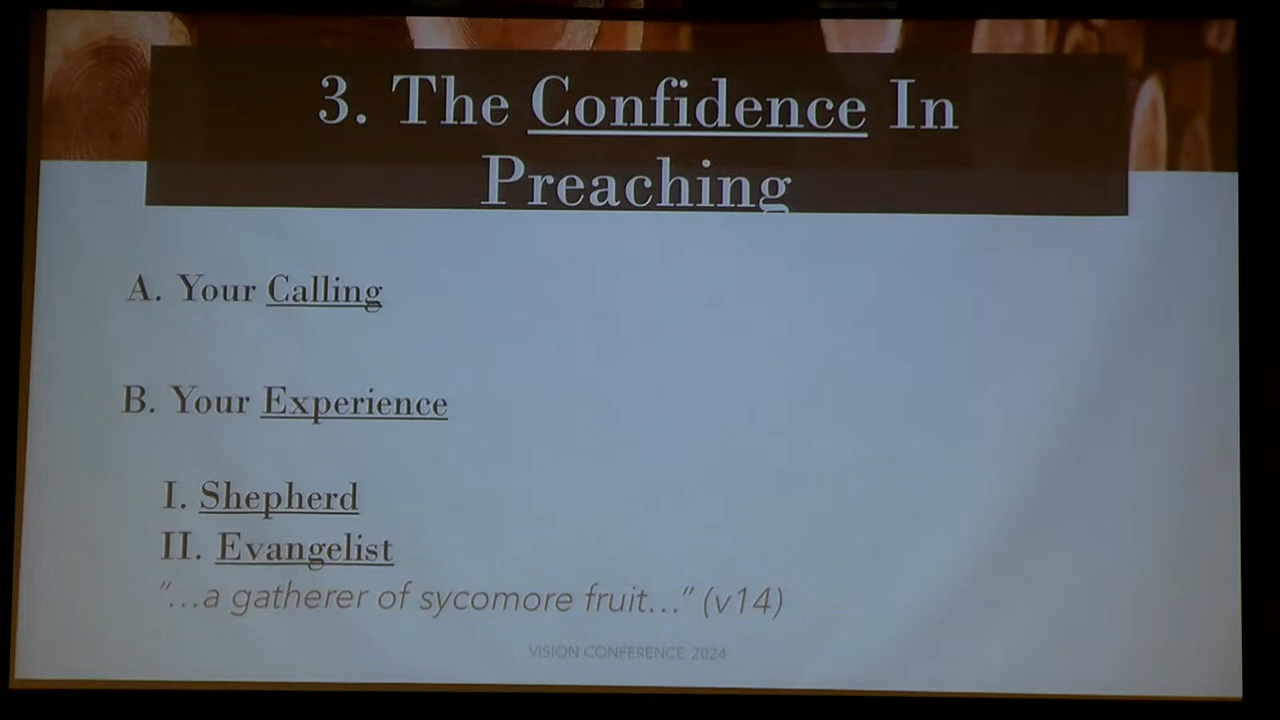 3. The Confidence In
Preaching
A. Your Calling
B. Your Experience
I. Shepherd
II. Evangelist
“...a gatherer of sycomore fruit...” (v14)
VISION CONFERENCE 2024